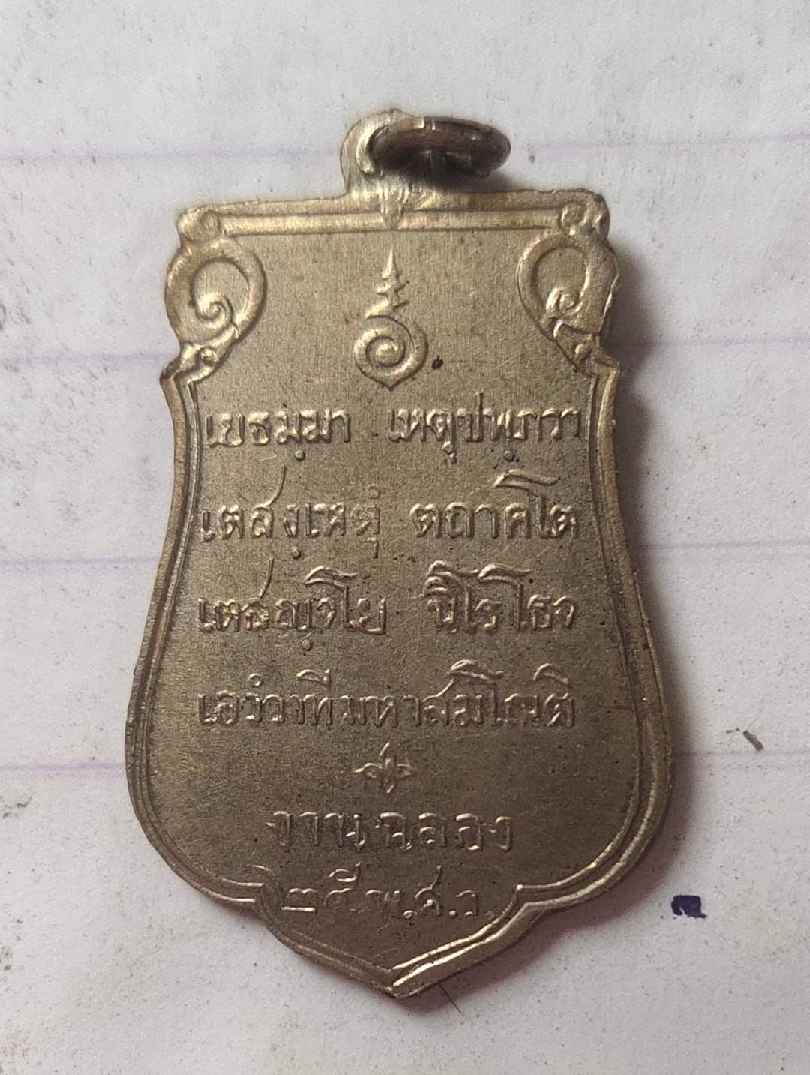 เยธมฺมา เหตุปฺพฺภวา
เตสํเหตุํ ตถาคโต
เตสญฺจโย นิโรโธจ
เอวํวาทีมหาสมโณติ
งานฉลอง
๒๕ พ.ศ.ว.